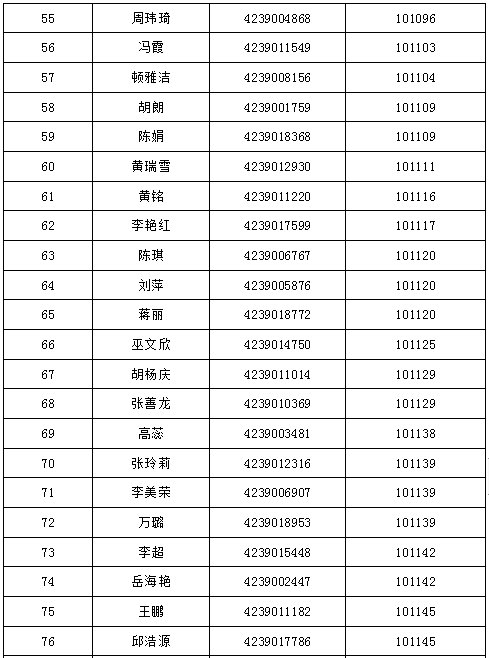 55 周玮琦 4239004868 101096
56 冯霞 4239011549 101103
57 顿雅洁 4239008156 101104
58 胡朗 4239001759 101109
59 陈娟 4239018368 101109
60 黄瑞雪 4239012930 101111
61 黄铭 4239011220 101116
62 李艳红 4239017599 101117
63 陈琪 4239006767 101120
64 刘萍 4239005876 101120
65 蒋丽 4239018772 101120
66 巫文欣 4239014750 101125
67 胡杨庆 4239011014 101129
68 张善龙 4239010369 101129
69 高蕊 4239003481 101138
70 张玲莉 4239012316 101139
71 李美荣 4239006907 101139
72 万璐 4239018953 101139
73 李超 4239015448 101142
74 岳海艳 4239002447 101142
75 王鹏 4239011182 101145
76 邱浩源 4239017786 101145